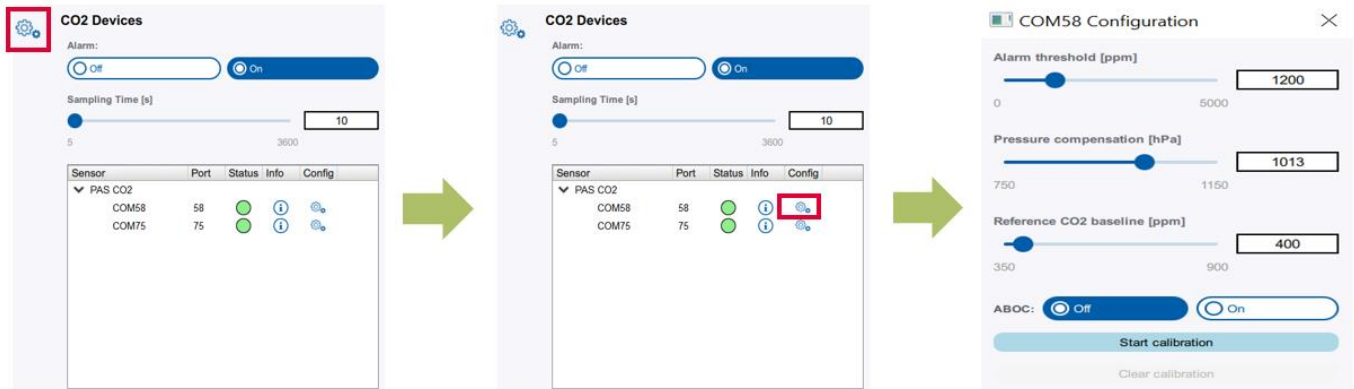 CO2 Devices
Alarm:
Off On
Sampling Time [s]
10
5 3600
Sensor Port Status Info Config
PAS CO2
COM58 58 i
COM75 75 i
CO2 Devices
Alarm:
Off On
Sampling Time [s]
10
5 3600
Sensor Port Status Info Config
PAS CO2
COM58 58 i
COM75 75 i
COM58 Configuration
Alarm threshold [ppm]
1200
0 5000
Pressure compensation [hPa]
1013
750 1150
Reference CO2 baseline [ppm]
400
350 900
ABOC: Off On
Start calibration
Clear calibration